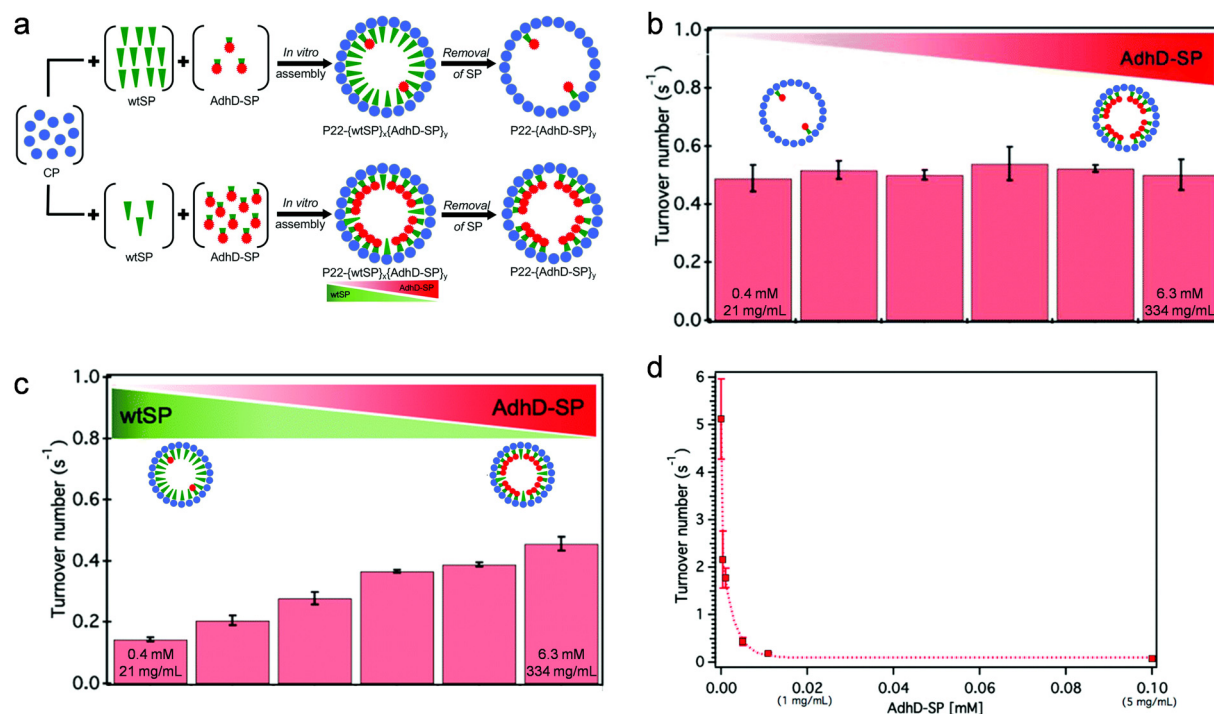 a
wtSP
AdhD-SP
In vitro
assembly
P22-{wtSP}x{AdhD-SP}y
Removal
of SP
P22-{AdhD-SP}y
CP
wtSP
AdhD-SP
In vitro
assembly
P22-{wtSP}x{AdhD-SP}y
Removal
of SP
P22-{AdhD-SP}y
wtSP
AdhD-SP
b
Turnover number (s⁻¹)
1.0
0.8
0.6
0.4
0.2
0.0
AdhD-SP
0.4 mM
21 mg/mL
6.3 mM
334 mg/mL
c
Turnover number (s⁻¹)
1.0
0.8
0.6
0.4
0.2
0.0
wtSP
AdhD-SP
0.4 mM
21 mg/mL
6.3 mM
334 mg/mL
d
Turnover number (s⁻¹)
6
5
4
3
2
1
0
0.00
0.02
0.04
0.06
0.08
0.10
(1 mg/mL)
AdhD-SP [mM]
(5 mg/mL)